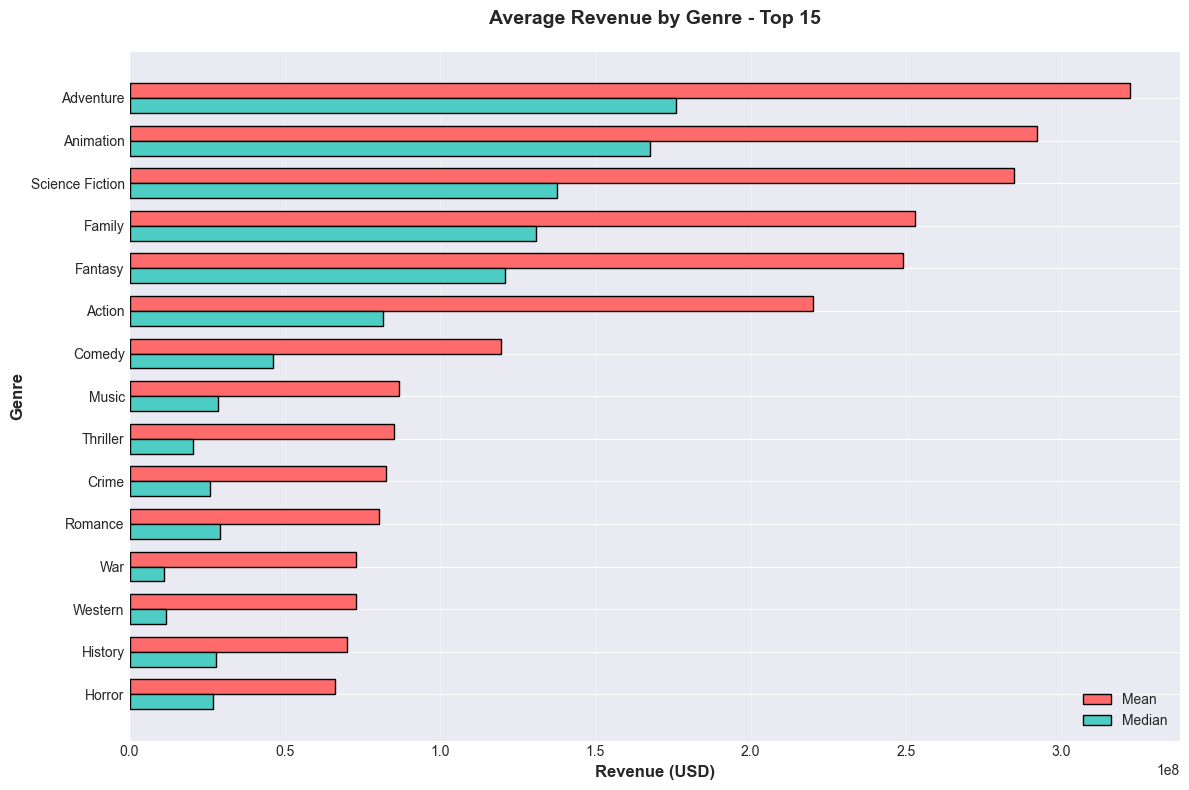 Average Revenue by Genre - Top 15
Genre
Adventure
Animation
Science Fiction
Family
Fantasy
Action
Comedy
Music
Thriller
Crime
Romance
War
Western
History
Horror
Mean
Median
0.0 0.5 1.0 1.5 2.0 2.5 3.0
1e8
Revenue (USD)